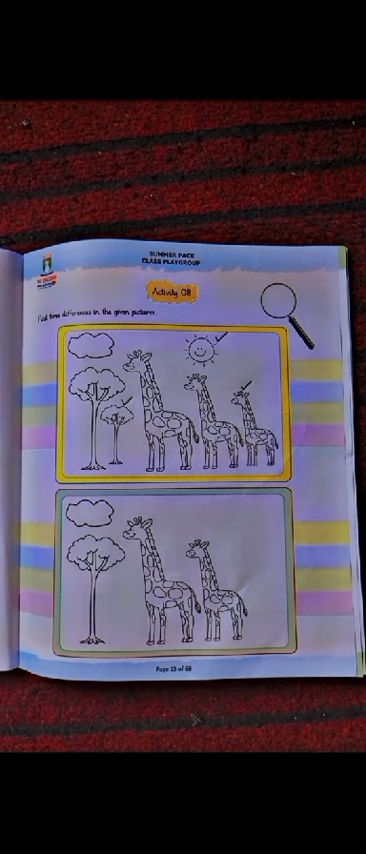 SUMMER PACK
CLASS PLAYGROUP
Activity 08
Find three differences in the given pictures.
Page 13 of 68